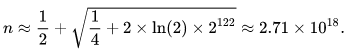 n ≈ 1/2 + √(1/4 + 2 × ln(2) × 2^122) ≈ 2.71 × 10^18.